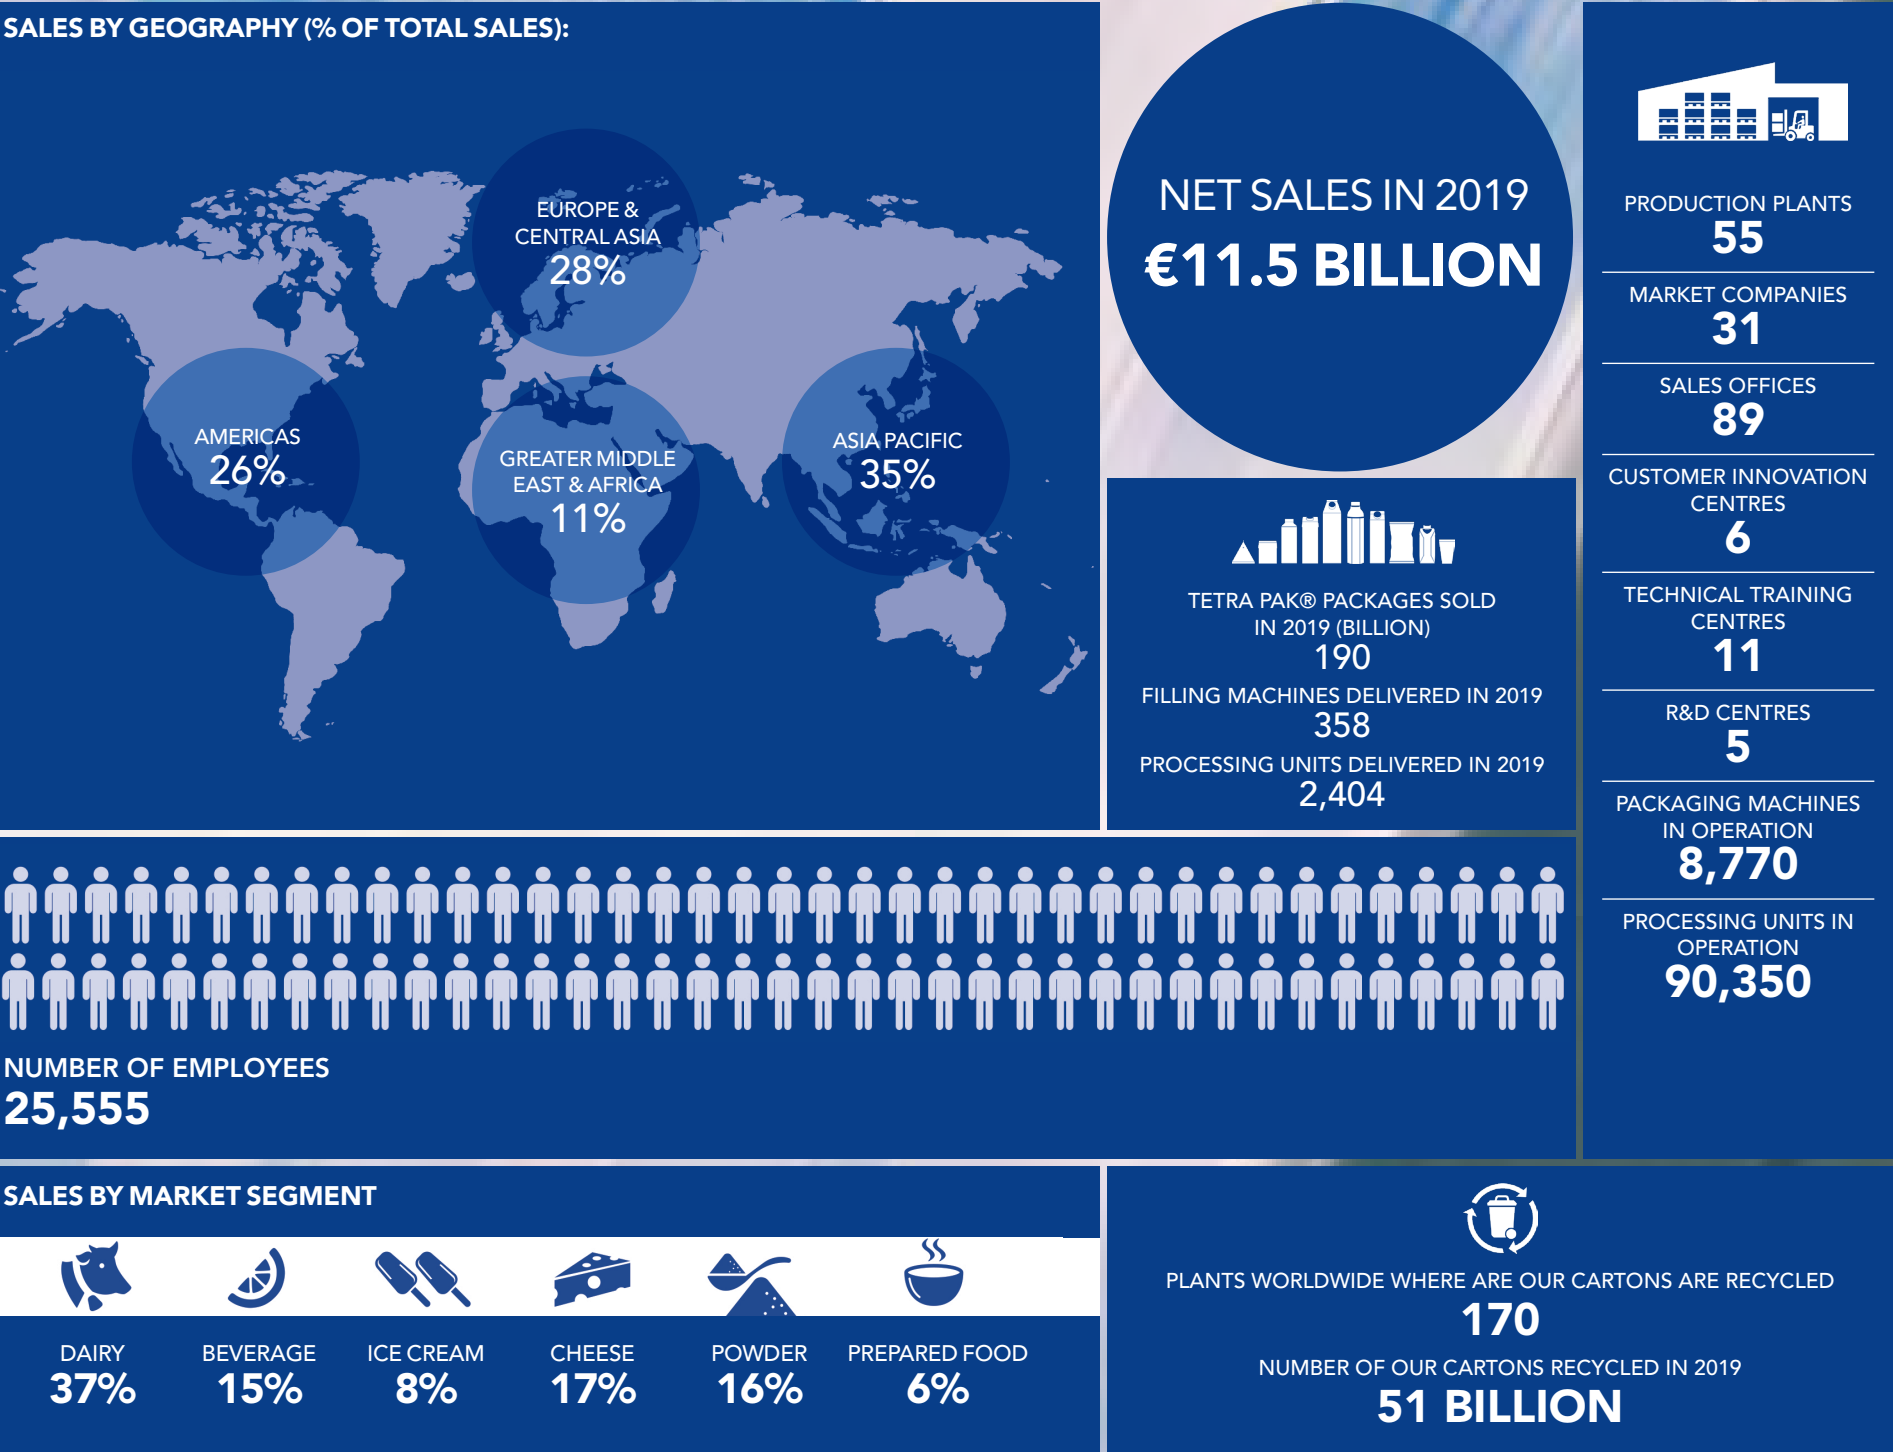 SALES BY GEOGRAPHY (% OF TOTAL SALES):
EUROPE &
CENTRAL ASIA
28%
AMERICAS
26%
GREATER MIDDLE
EAST & AFRICA
11%
ASIA PACIFIC
35%
NET SALES IN 2019
€11.5 BILLION
TETRA PAK® PACKAGES SOLD
IN 2019 (BILLION)
190
FILLING MACHINES DELIVERED IN 2019
358
PROCESSING UNITS DELIVERED IN 2019
2,404
PRODUCTION PLANTS
55
MARKET COMPANIES
31
SALES OFFICES
89
CUSTOMER INNOVATION
CENTRES
6
TECHNICAL TRAINING
CENTRES
11
R&D CENTRES
5
PACKAGING MACHINES
IN OPERATION
8,770
PROCESSING UNITS IN
OPERATION
90,350
NUMBER OF EMPLOYEES
25,555
SALES BY MARKET SEGMENT
DAIRY
37%
BEVERAGE
15%
ICE CREAM
8%
CHEESE
17%
POWDER
16%
PREPARED FOOD
6%
PLANTS WORLDWIDE WHERE ARE OUR CARTONS ARE RECYCLED
170
NUMBER OF OUR CARTONS RECYCLED IN 2019
51 BILLION